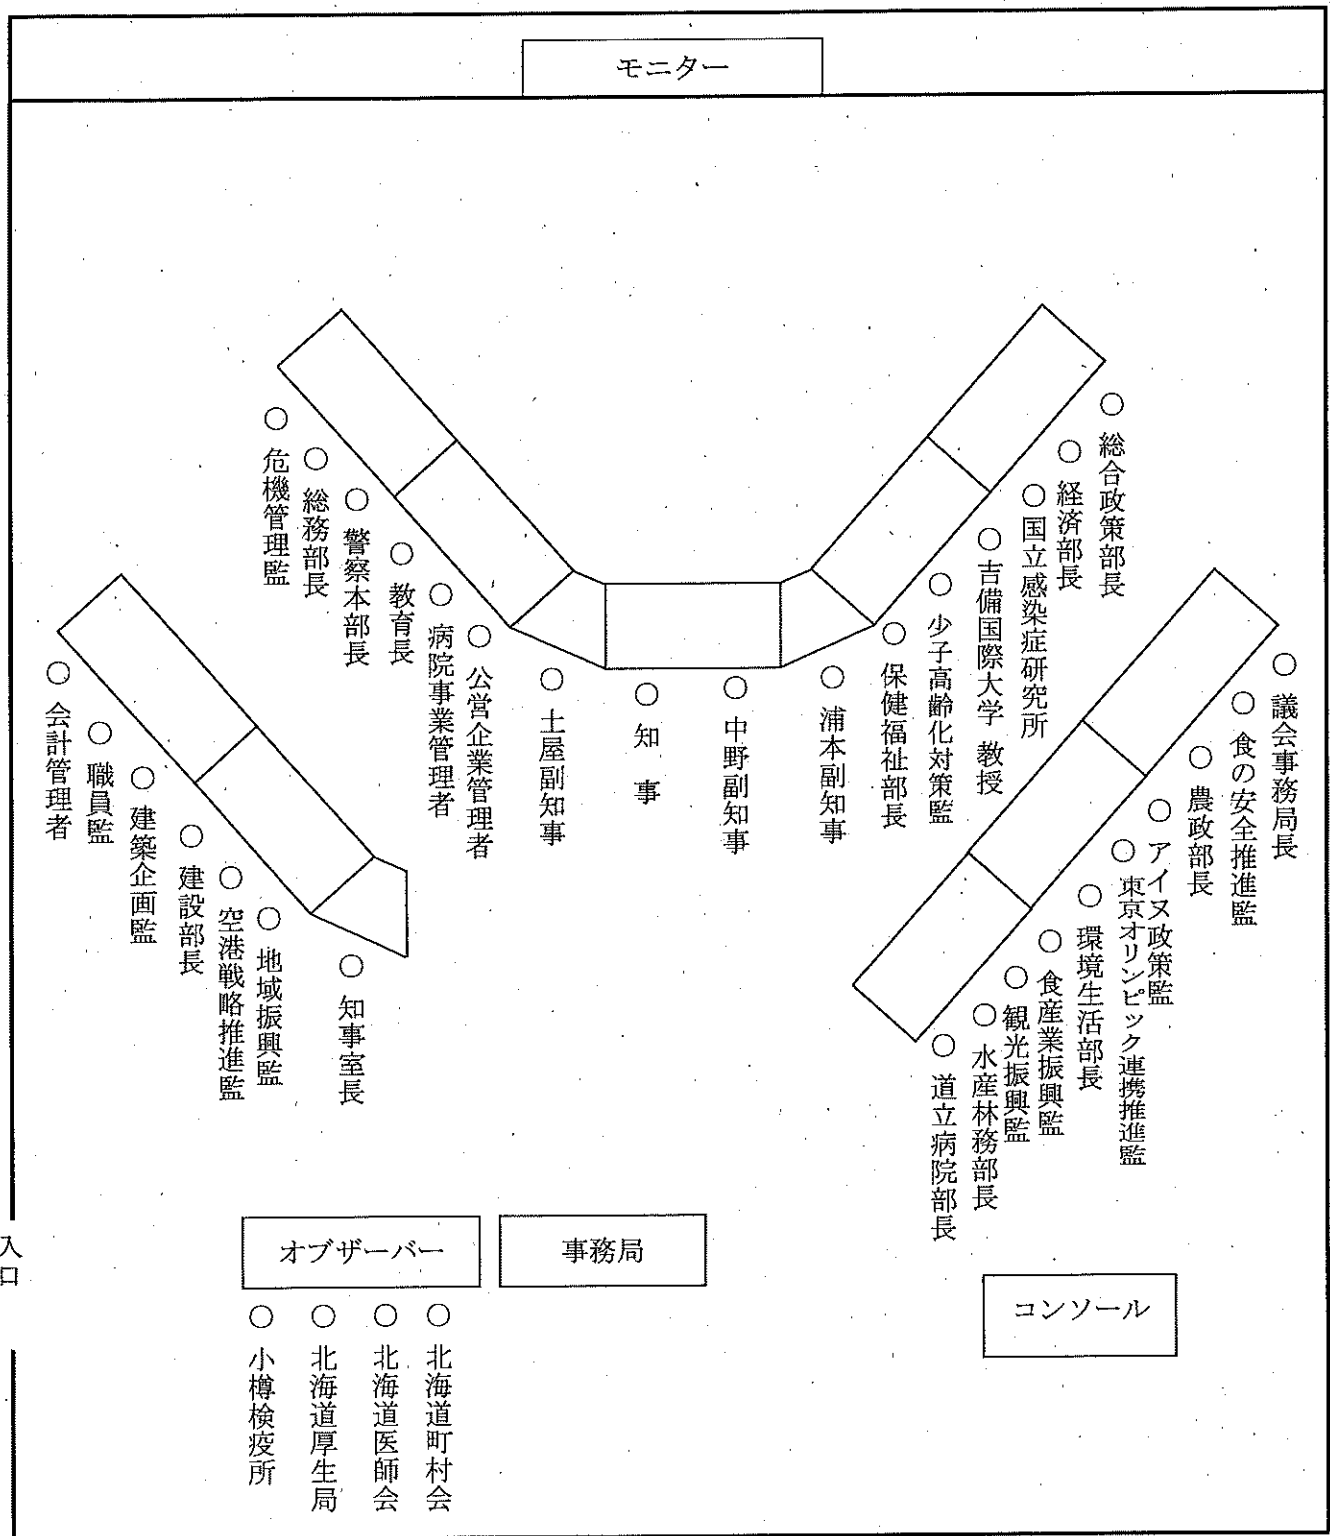 モニター
○ 危機管理監
○ 総務部長
○ 警察本部長
○ 教育長
○ 病院事業管理者
○ 公営企業管理者
○ 土屋副知事
○ 知 事
○ 中野副知事
○ 浦本副知事
○ 保健福祉部長
○ 少子高齢化対策監
○ 吉備国際大学 教授
○ 国立感染症研究所
○ 経済部長
○ 総合政策部長
○ 会計管理者
○ 職員監
○ 建築企画監
○ 建設部長
○ 空港戦略推進監
○ 地域振興監
○ 知事室長
○ 道立病院部長
○ 水産林務部長
○ 観光振興監
○ 食産業振興監
○ 環境生活部長
○ 東京オリンピック連携推進監
○ アイヌ政策監
○ 農政部長
○ 食の安全推進監
○ 議会事務局長
入口
オブザーバー
事務局
コンソール
○ 小樽検疫所
○ 北海道厚生局
○ 北海道医師会
○ 北海道町村会